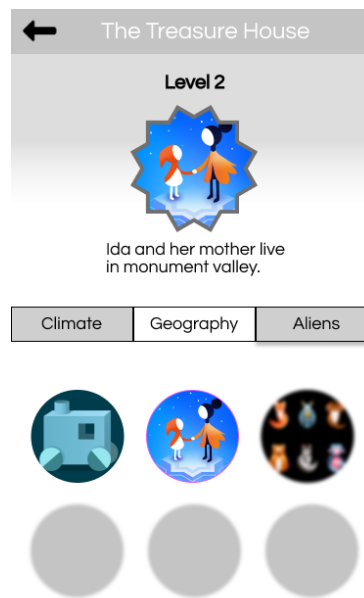 The Treasure House
Level 2
Ida and her mother live
in monument valley.
Climate
Geography
Aliens